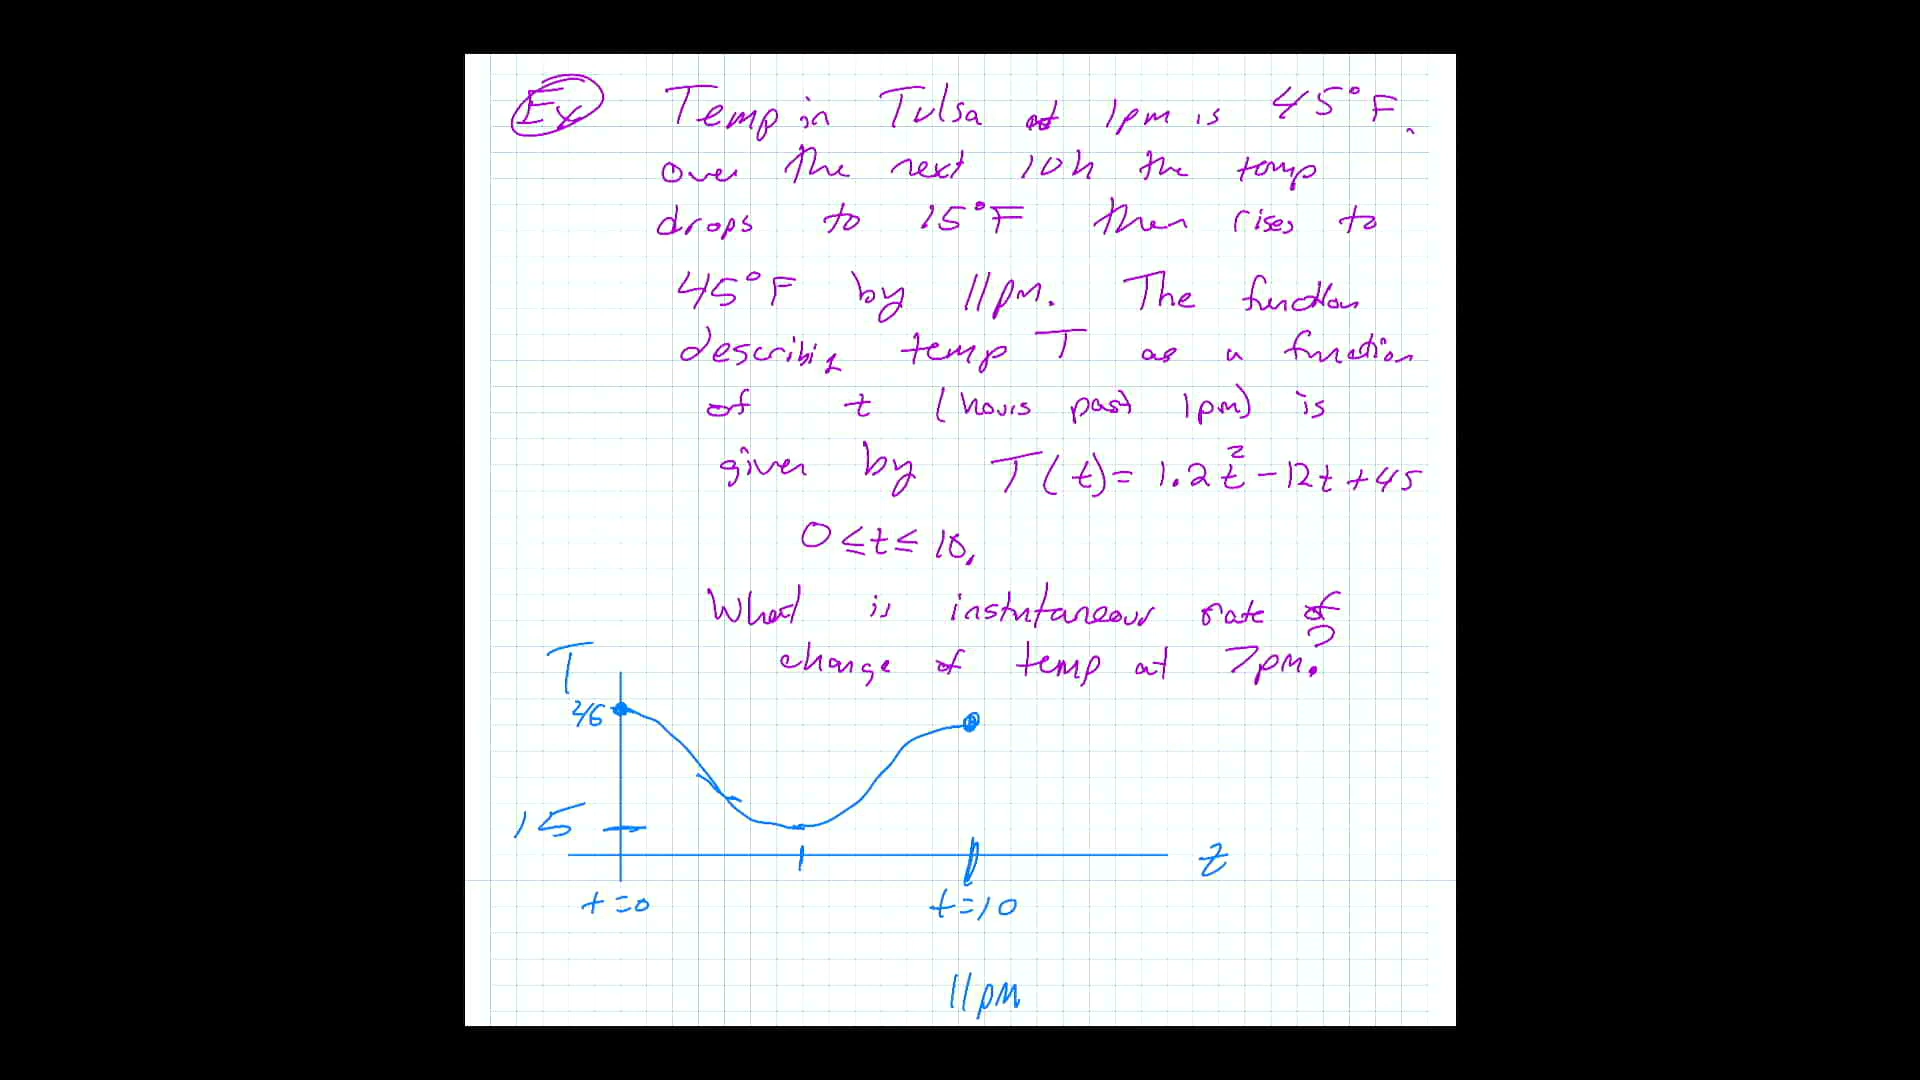 Ex Temp in Tulsa at 1pm is 45°F.
over the next 10h the temp
drops to 15°F then rises to
45°F by 11pm. The function
describing temp T as a function
of t (hours past 1pm) is
given by T(t)= 1.2t²-12t+45
0≤t≤10.
What is instntaneous rate of
change of temp at 7pm?
T
45
15
t
t=0 t=10
11pm